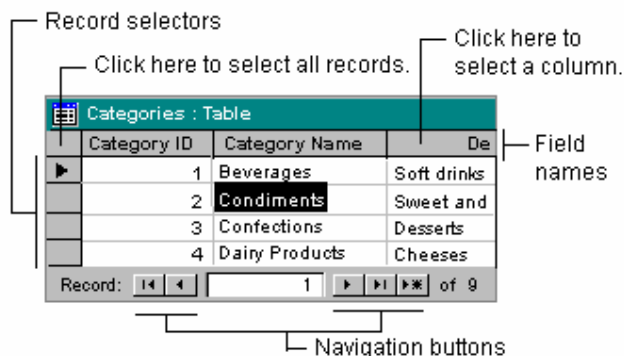 Record selectors
Click here to
select a column.
Click here to select all records.
Categories : Table
Category ID Category Name De
Field
names
1 Beverages Soft drinks
2 Condiments Sweet and
3 Confections Desserts
4 Dairy Products Cheeses
Record: 1 of 9
Navigation buttons